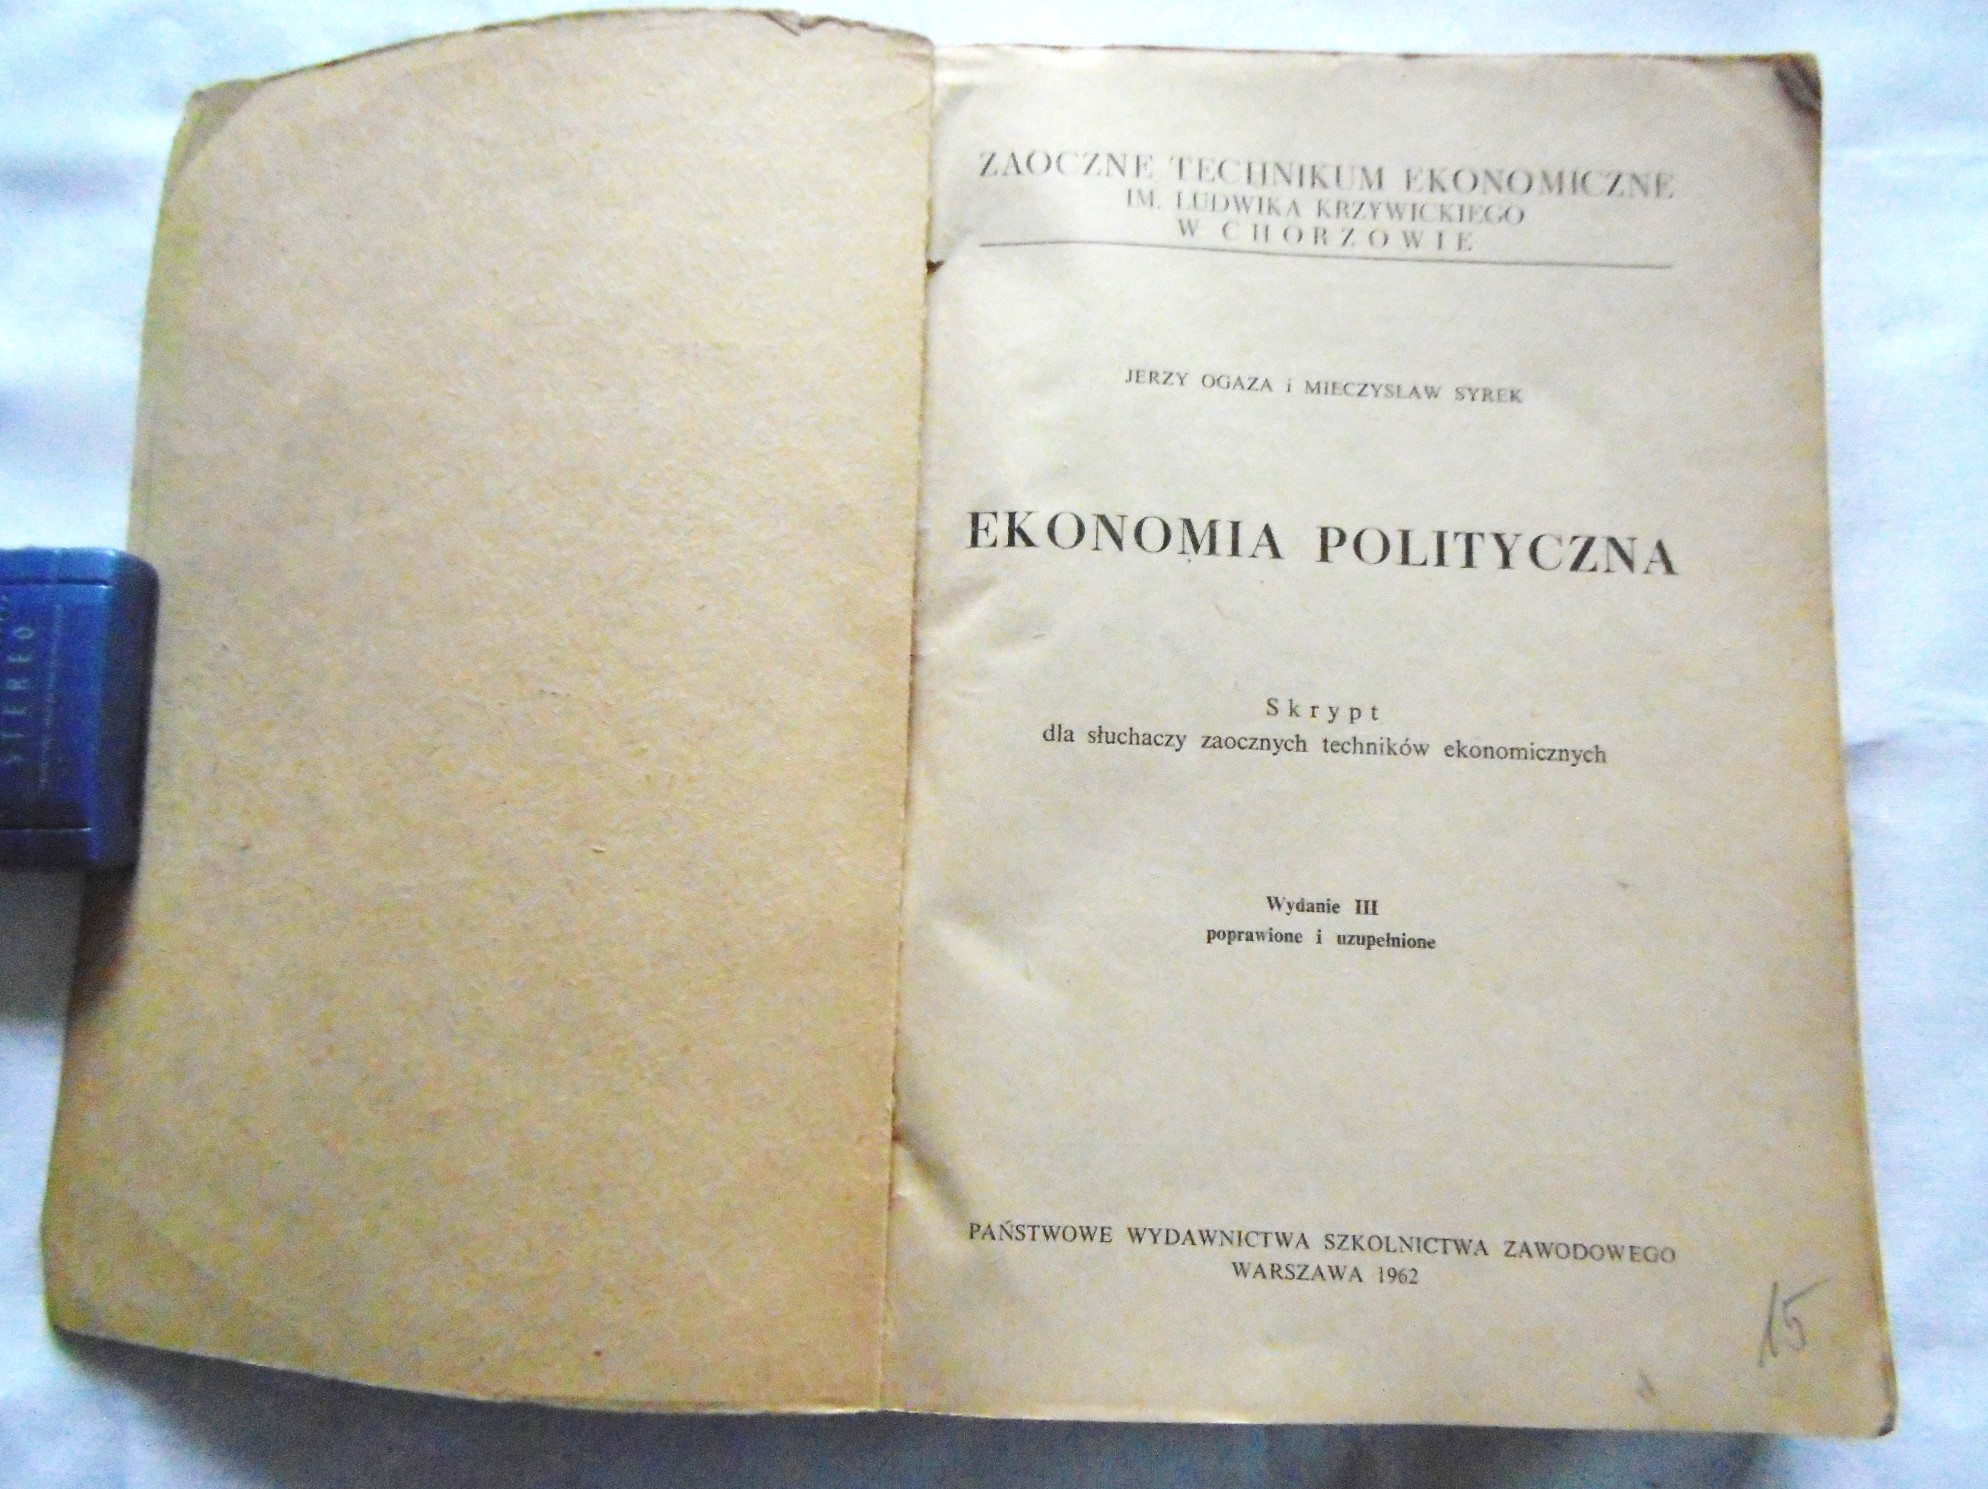 ZAOCZNE TECHNIKUM EKONOMICZNE
IM. LUDWIKA KRZYWICKIEGO
W CHORZOWIE
JERZY OGAZA i MIECZYSŁAW SYREK
EKONOMIA POLITYCZNA
Skrypt
dla słuchaczy zaocznych techników ekonomicznych
Wydanie III
poprawione i uzupełnione
PAŃSTWOWE WYDAWNICTWA SZKOLNICTWA ZAWODOWEGO
WARSZAWA 1962
15
STEREO